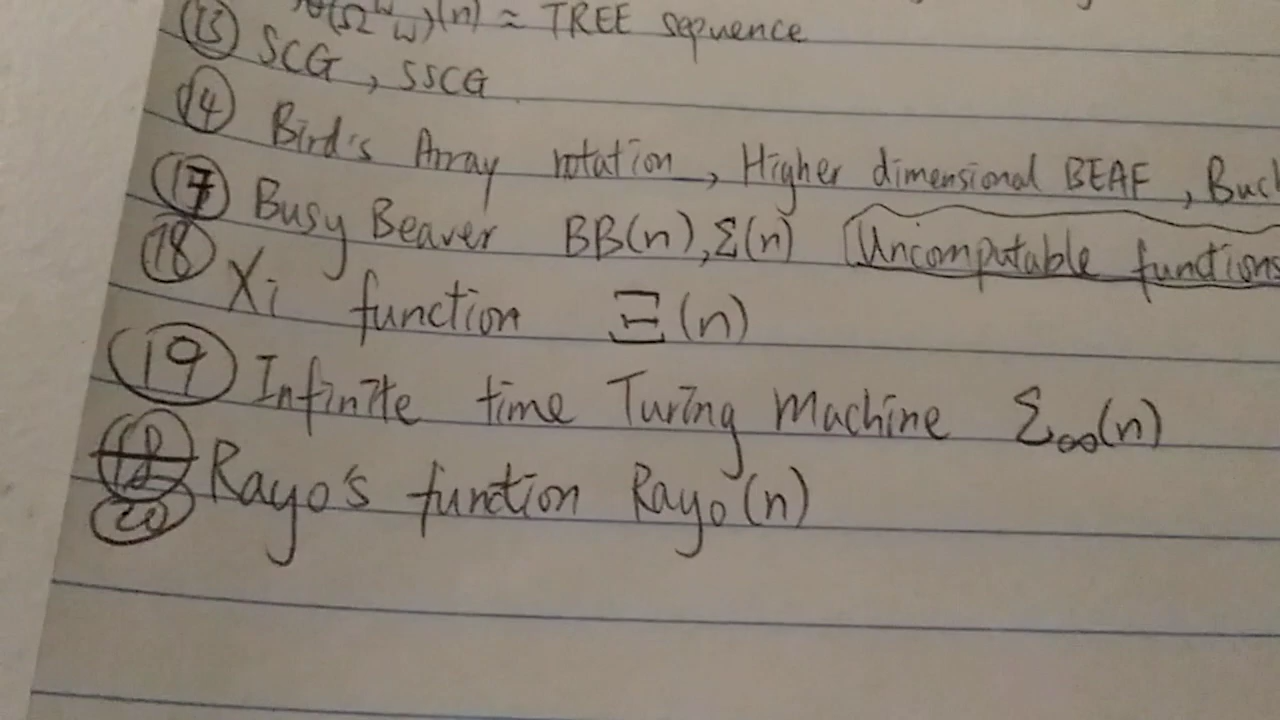 (n) ≈ TREE sequence
13 SCG, SSCG
14 Bird's Array notation, Higher dimensional BEAF,
17 Busy Beaver BB(n), Σ(n) Uncomputable functions
18 Xi function Ξ(n)
19 Infinite time Turing Machine Σ∞(n)
20 Rayo's function Rayo(n)